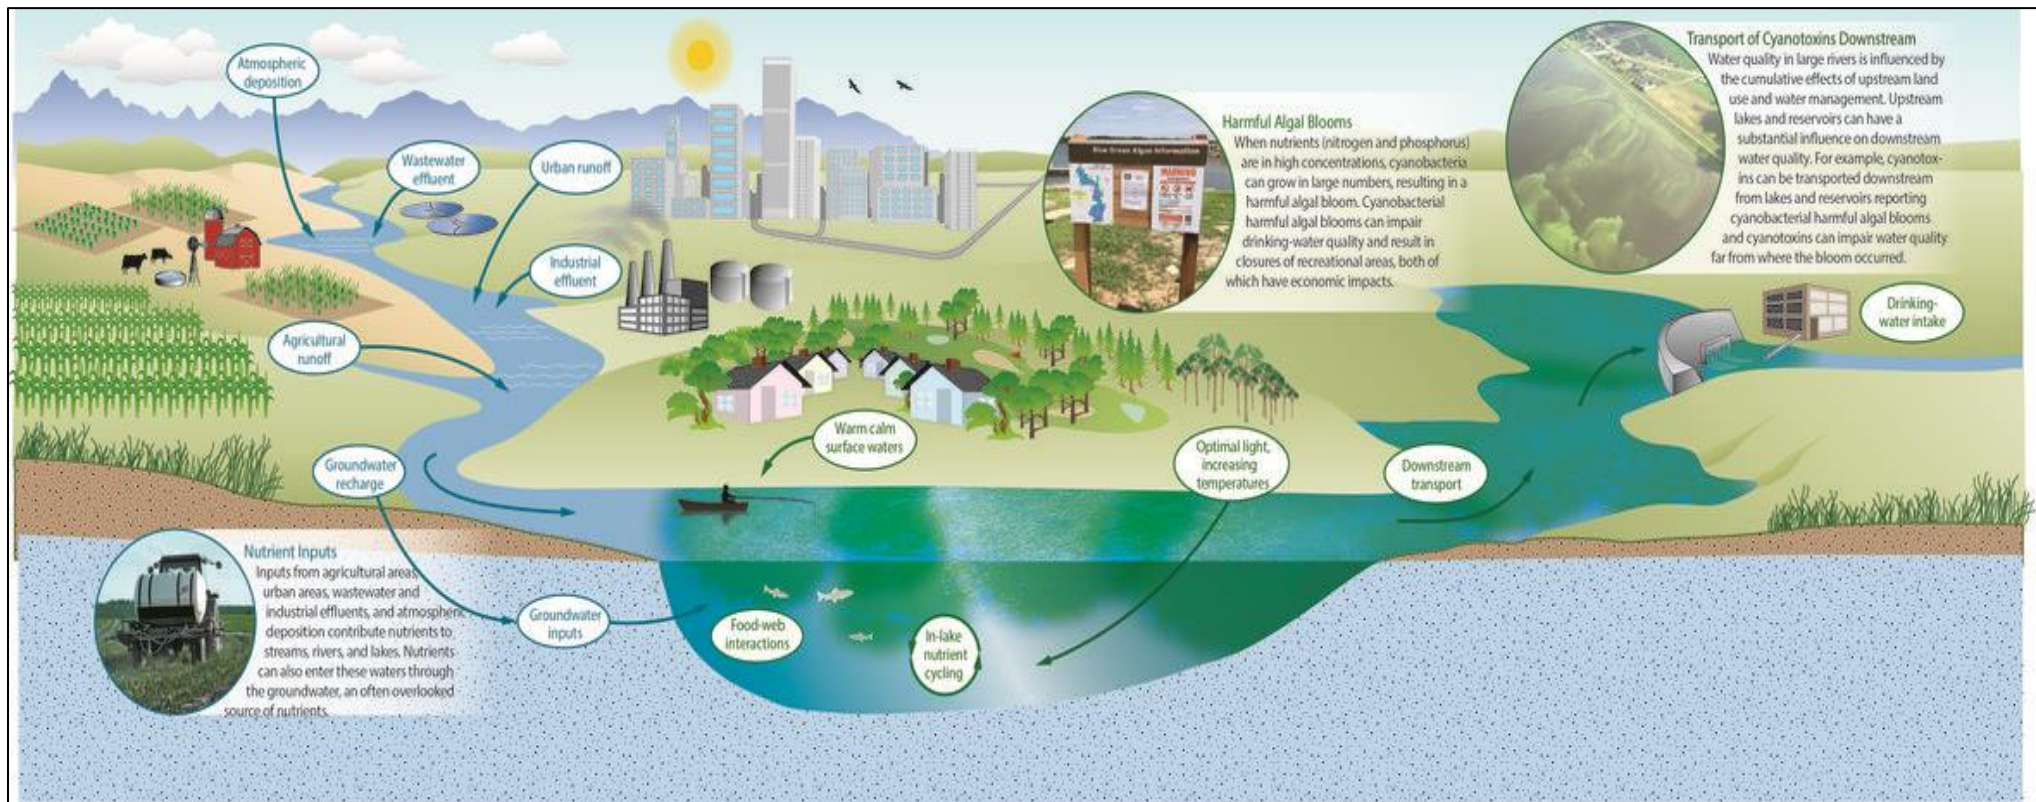 Atmospheric
deposition
Wastewater
effluent
Urban runoff
Industrial
effluent
Agricultural
runoff
Groundwater
recharge
Nutrient Inputs
Inputs from agricultural areas,
urban areas, wastewater and
industrial effluents, and atmospheric
deposition contribute nutrients to
streams, rivers, and lakes. Nutrients
can also enter these waters through
the groundwater, an often overlooked
source of nutrients.
Groundwater
inputs
Warm calm
surface waters
Food-web
interactions
In-lake
nutrient
cycling
Optimal light,
increasing
temperatures
Harmful Algal Blooms
When nutrients (nitrogen and phosphorus)
are in high concentrations, cyanobacteria
can grow in large numbers, resulting in a
harmful algal bloom. Cyanobacterial
harmful algal blooms can impair
drinking-water quality and result in
closures of recreational areas, both of
which have economic impacts.
Blue Green Algae Information
WARNING
Downstream
transport
Transport of Cyanotoxins Downstream
Water quality in large rivers is influenced by
the cumulative effects of upstream land
use and water management. Upstream
lakes and reservoirs can have a
substantial influence on downstream
water quality. For example, cyanotox-
ins can be transported downstream
from lakes and reservoirs reporting
cyanobacterial harmful algal blooms
and cyanotoxins can impair water quality
far from where the bloom occurred.
Drinking-
water intake